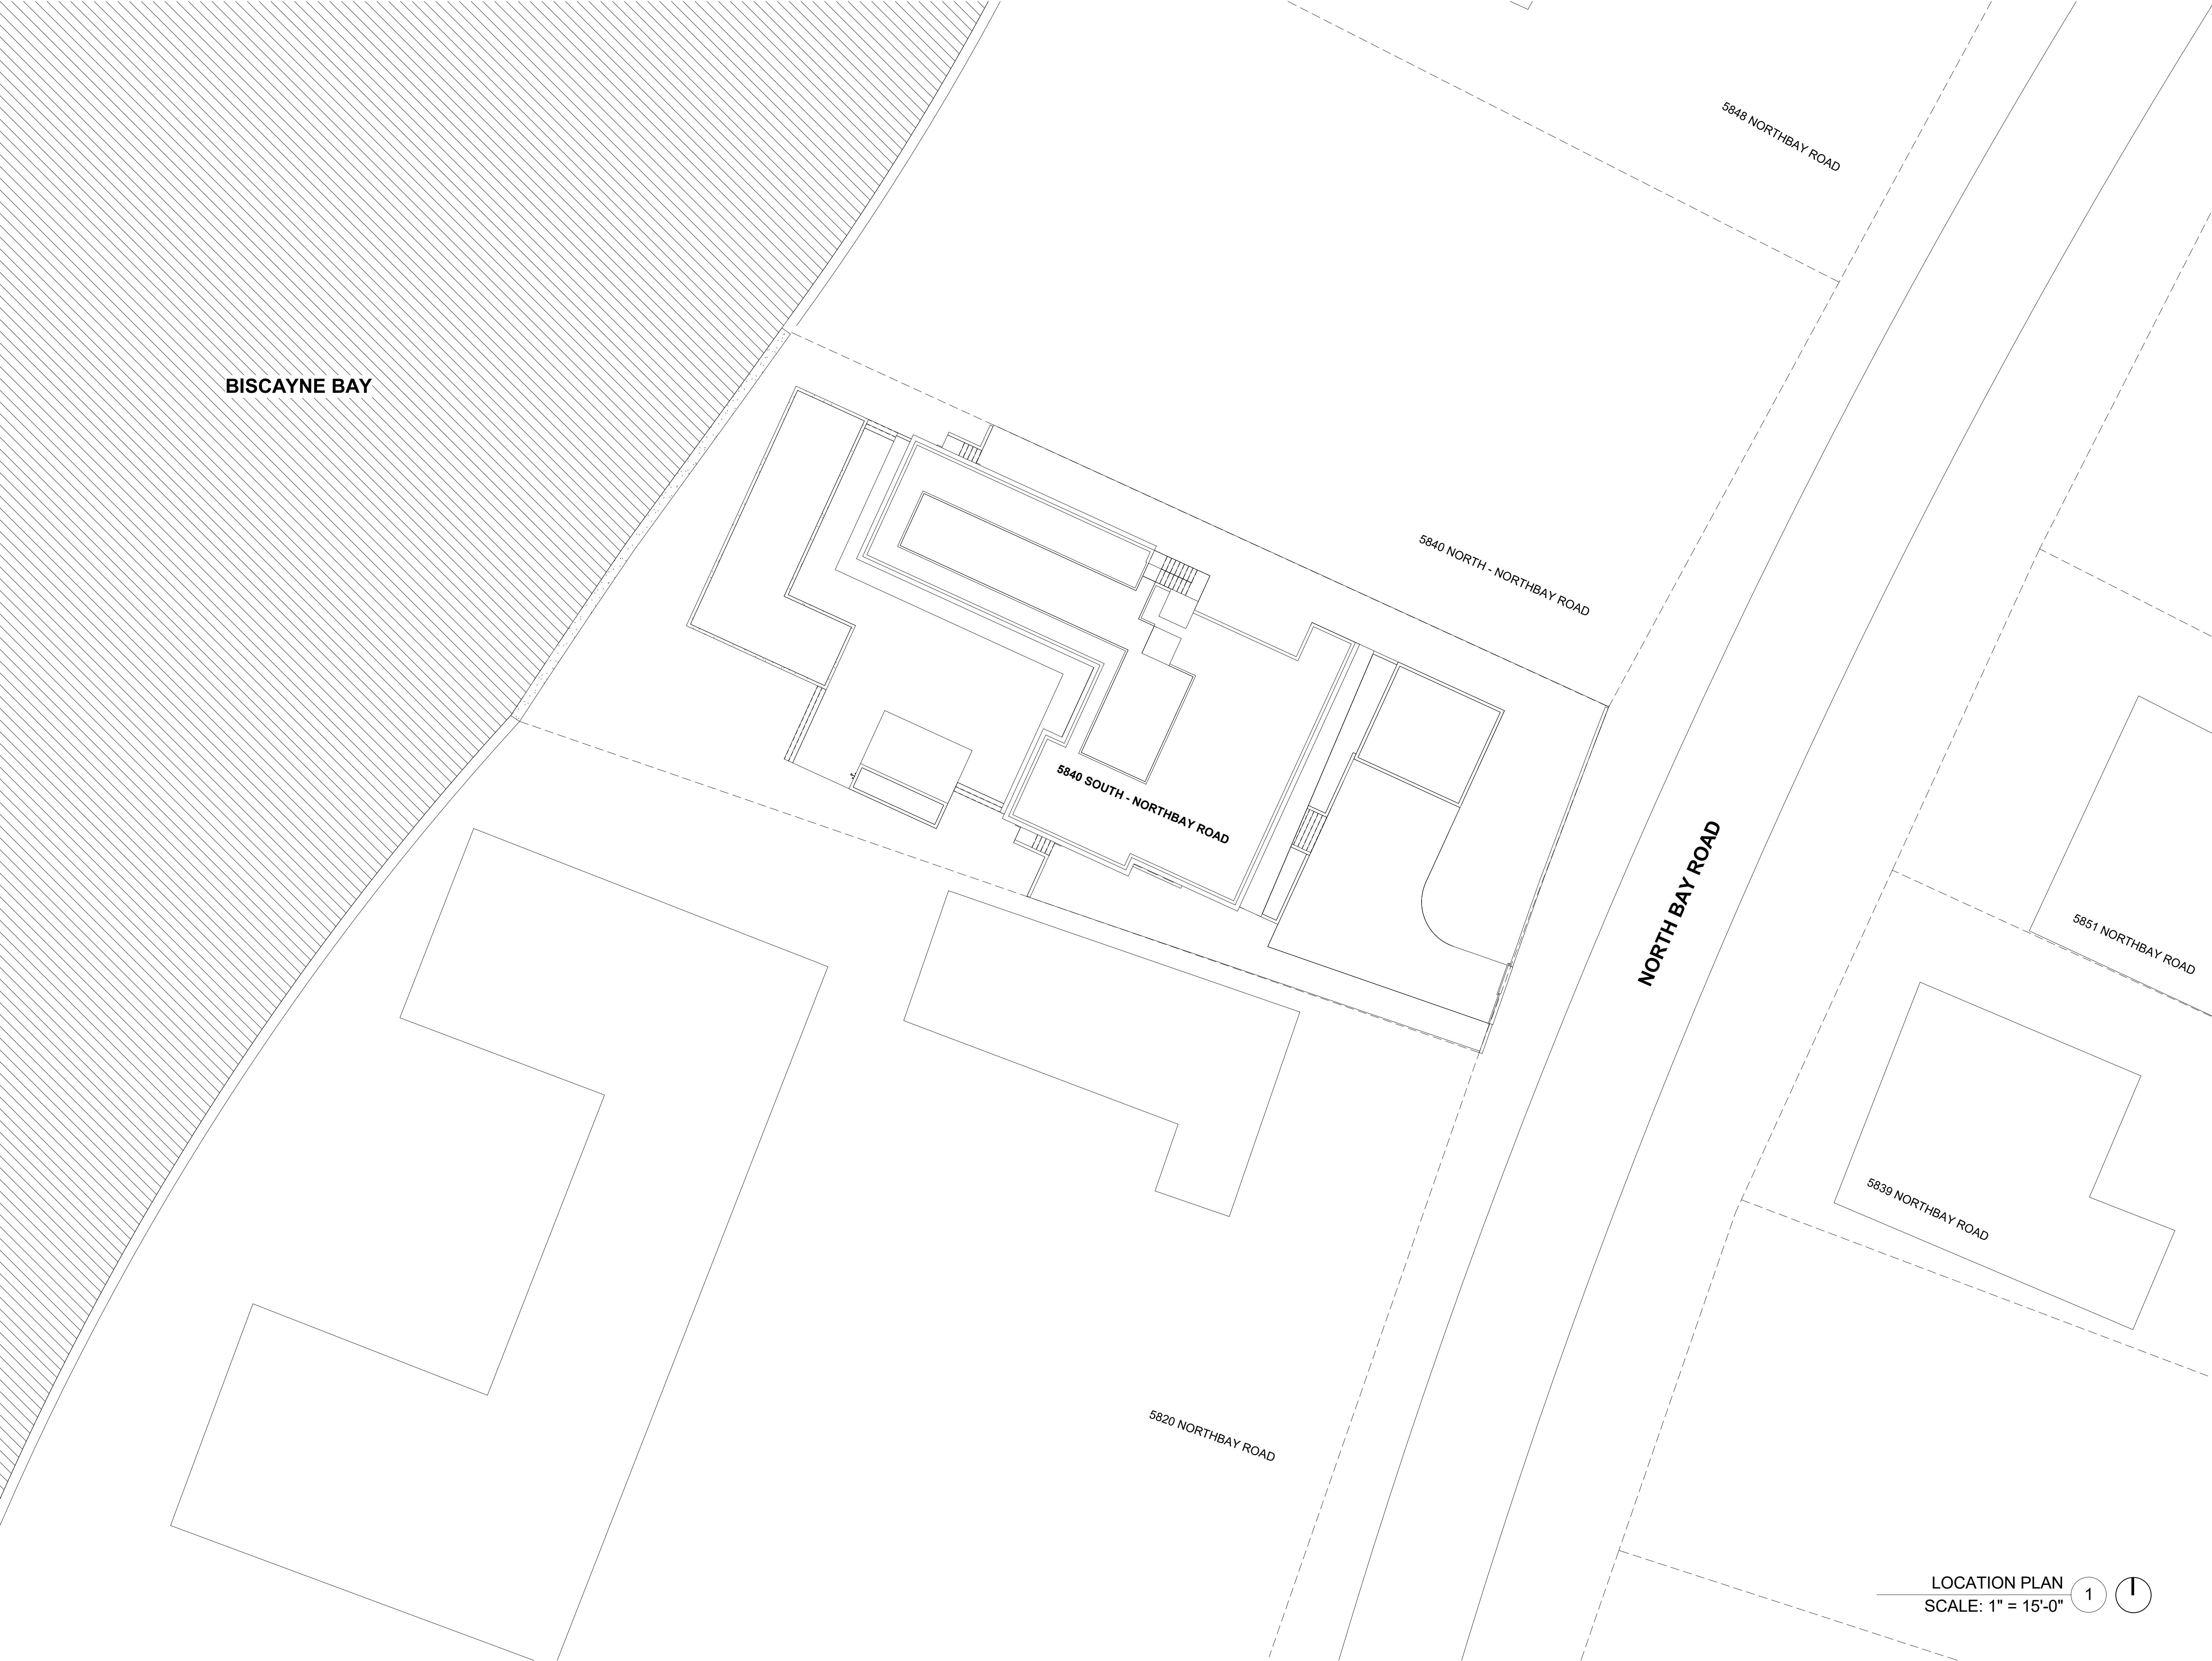 5848 NORTHBAY ROAD
BISCAYNE BAY
5840 NORTH - NORTHBAY ROAD
5840 SOUTH - NORTHBAY ROAD
NORTH BAY ROAD
5851 NORTHBAY ROAD
5839 NORTHBAY ROAD
5820 NORTHBAY ROAD
LOCATION PLAN
1
SCALE: 1" = 15'-0"